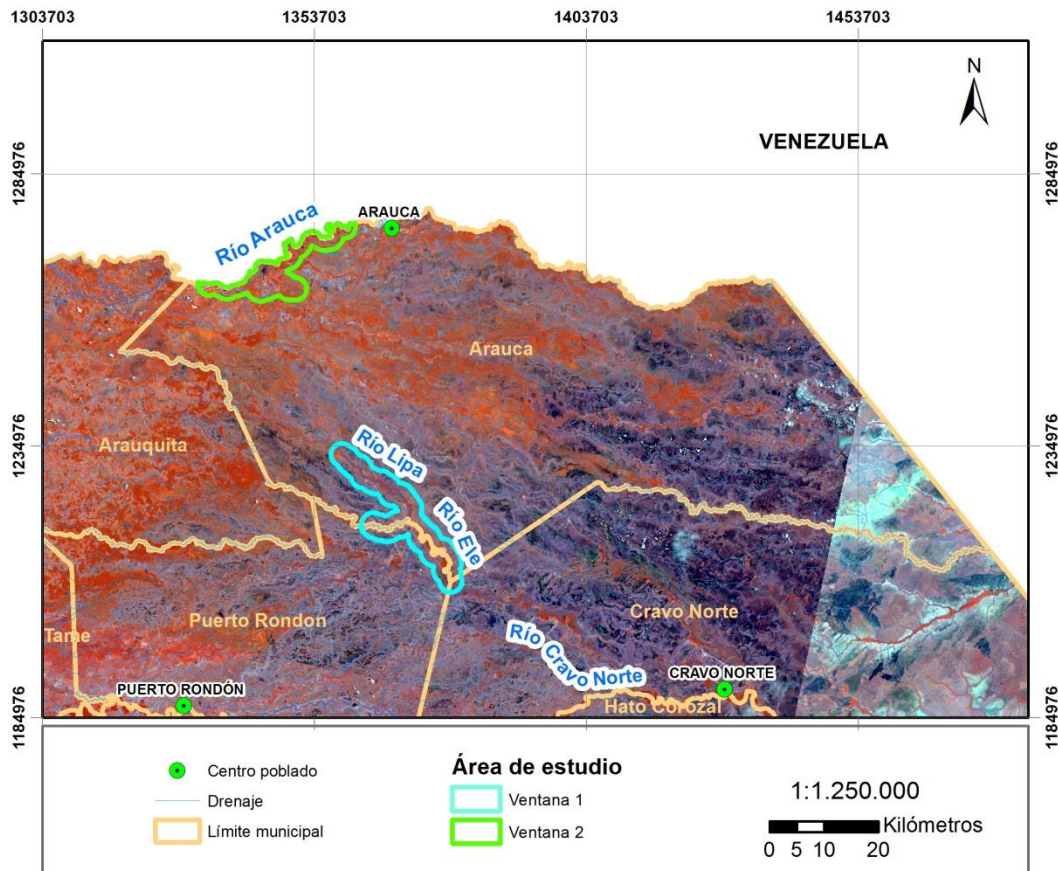 1303703 1353703 1403703 1453703
N
VENEZUELA
1284976 1284976
ARAUCA
Río Arauca
Arauca
Arauquita
1234976 1234976
Río Lipa
Río Ele
Cravo Norte
Puerto Rondon
Tame
Río Cravo Norte
PUERTO RONDÓN
CRAVO NORTE
Hato Corozal
1184976 1184976
Centro poblado
Drenaje
Límite municipal
Área de estudio
Ventana 1
Ventana 2
1:1.250.000
Kilómetros
0 5 10 20